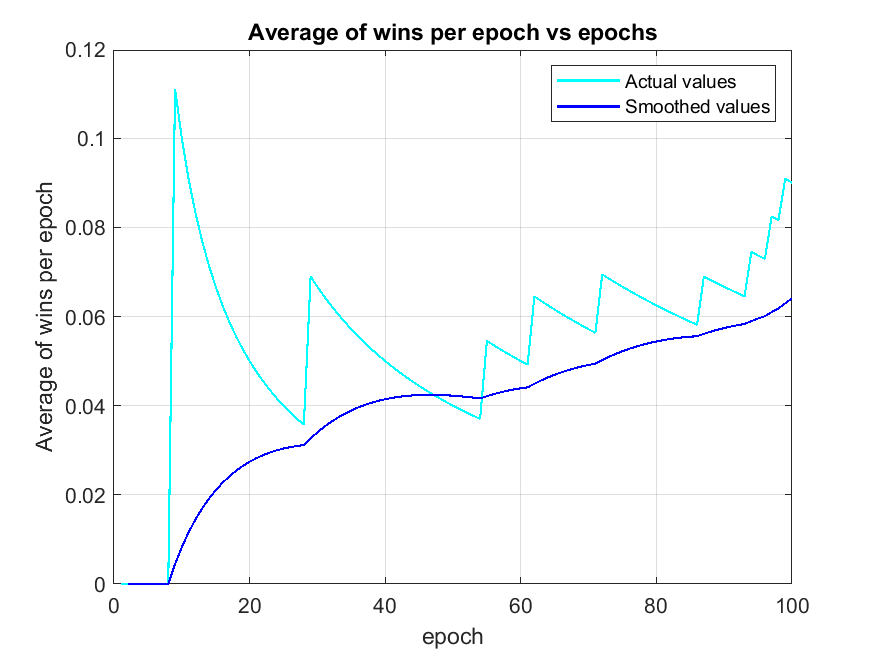 Average of wins per epoch vs epochs
Actual values
Smoothed values
Average of wins per epoch
0.12
0.1
0.08
0.06
0.04
0.02
0
0 20 40 60 80 100
epoch